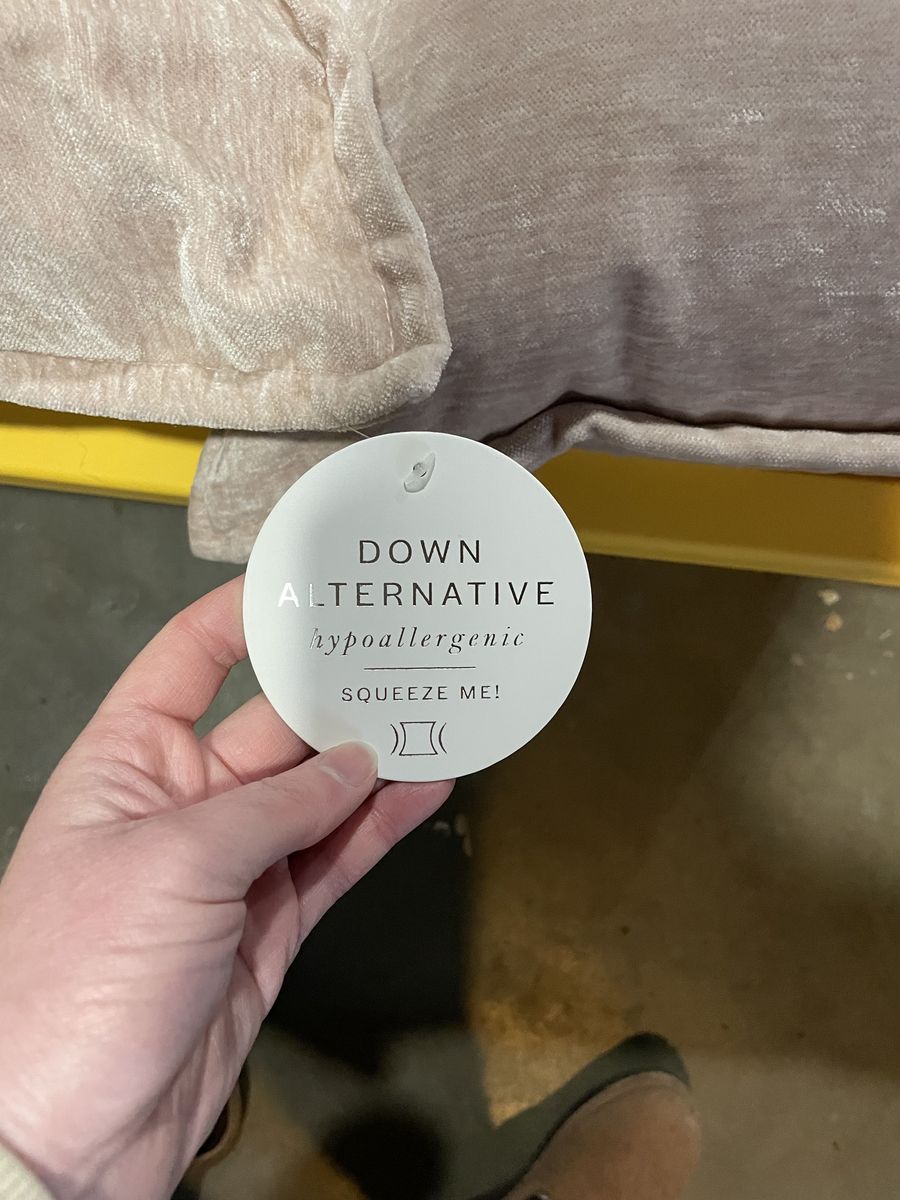 DOWN
ALTERNATIVE
hypoallergenic
SQUEEZE ME!